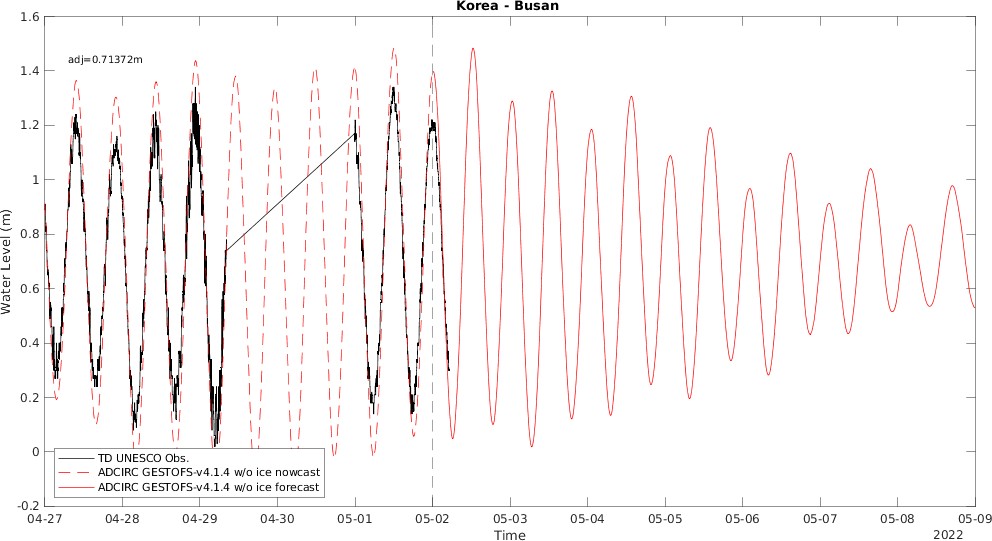 Korea - Busan
1.6
1.4
1.2
1
0.8
0.6
0.4
0.2
0
-0.2
Water Level (m)
adj=0.71372m
TD UNESCO Obs.
ADCIRC GESTOFS-v4.1.4 w/o ice nowcast
ADCIRC GESTOFS-v4.1.4 w/o ice forecast
04-27 04-28 04-29 04-30 05-01 05-02 05-03 05-04 05-05 05-06 05-07 05-08 05-09
Time
2022